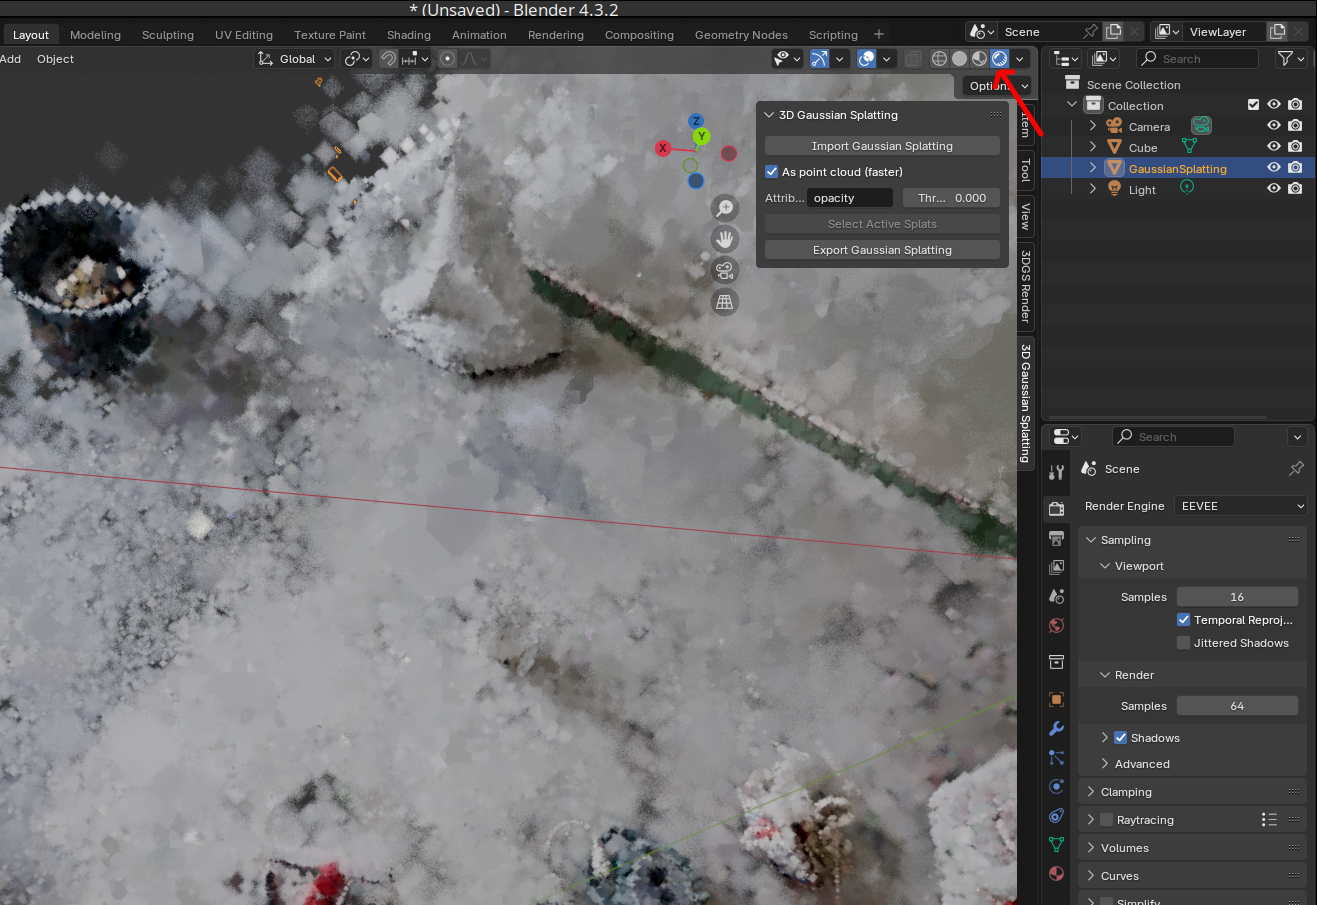 * (Unsaved) - Blender 4.3.2
Layout Modeling Sculpting UV Editing Texture Paint Shading Animation Rendering Compositing Geometry Nodes Scripting + Scene ViewLayer
Add Object Global Search
Scene Collection
Collection
Camera
Cube
GaussianSplatting
Light
Z
Y
X
3D Gaussian Splatting
Import Gaussian Splatting
As point cloud (faster)
Attrib... opacity Thr... 0.000
Select Active Splats
Export Gaussian Splatting
Item
Tool
View
3DGS Render
3D Gaussian Splatting
Search
Scene
Render Engine EEVEE
Sampling
Viewport
Samples 16
Temporal Reproj...
Jittered Shadows
Render
Samples 64
Shadows
Advanced
Clamping
Raytracing
Volumes
Curves
Simplify